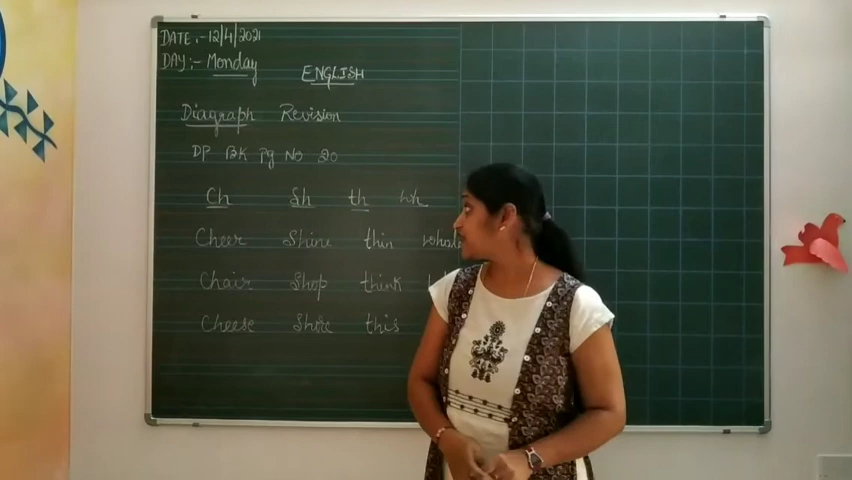 DATE :- 12/4/2021
DAY :- Monday
ENGLISH
Diagraph Revision
DP BK Pg No 20
Ch Sh th wh
Cheer Shine thin
Chair Shop think
Cheese Shore this